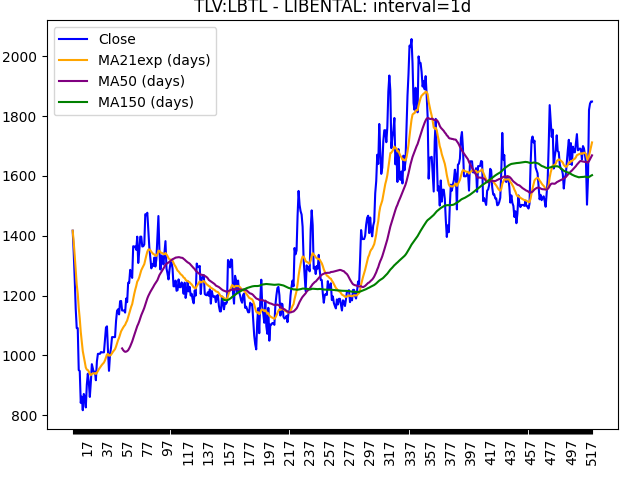 TLV:LBTL - LIBENTAL: interval=1d
Close
MA21exp (days)
MA50 (days)
MA150 (days)
2000
1800
1600
1400
1200
1000
800
17 37 57 77 97 117 137 157 177 197 217 237 257 277 297 317 337 357 377 397 417 437 457 477 497 517